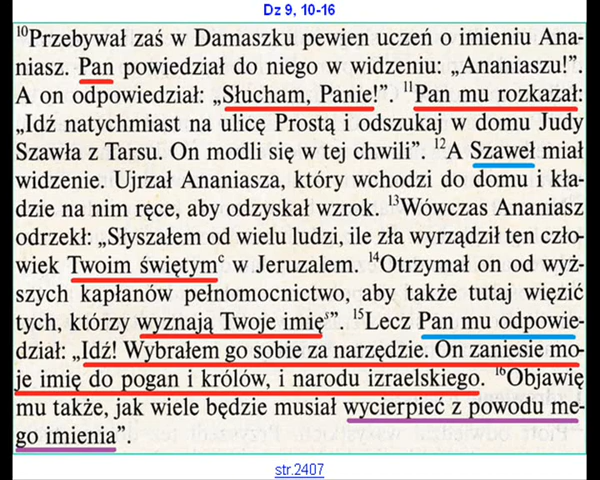 Dz 9, 10-16
¹⁰Przebywał zaś w Damaszku pewien uczeń o imieniu Ana-
niasz. Pan powiedział do niego w widzeniu: „Ananiaszu!”.
A on odpowiedział: „Słucham, Panie!”. ¹¹Pan mu rozkazał:
„Idź natychmiast na ulicę Prostą i odszukaj w domu Judy
Szawła z Tarsu. On modli się w tej chwili”. ¹²A Szaweł miał
widzenie. Ujrzał Ananiasza, który wchodzi do domu i kła-
dzie na nim ręce, aby odzyskał wzrok. ¹³Wówczas Ananiasz
odrzekł: „Słyszałem od wielu ludzi, ile zła wyrządził ten czło-
wiek Twoim świętymᶜ w Jeruzalem. ¹⁴Otrzymał on od wyż-
szych kapłanów pełnomocnictwo, aby także tutaj więzić
tych, którzy wyznają Twoje imięˢ”. ¹⁵Lecz Pan mu odpowie-
dział: „Idź! Wybrałem go sobie za narzędzie. On zaniesie mo-
je imię do pogan i królów, i narodu izraelskiego. ¹⁶Objawię
mu także, jak wiele będzie musiał wycierpieć z powodu me-
go imienia”.
str.2407